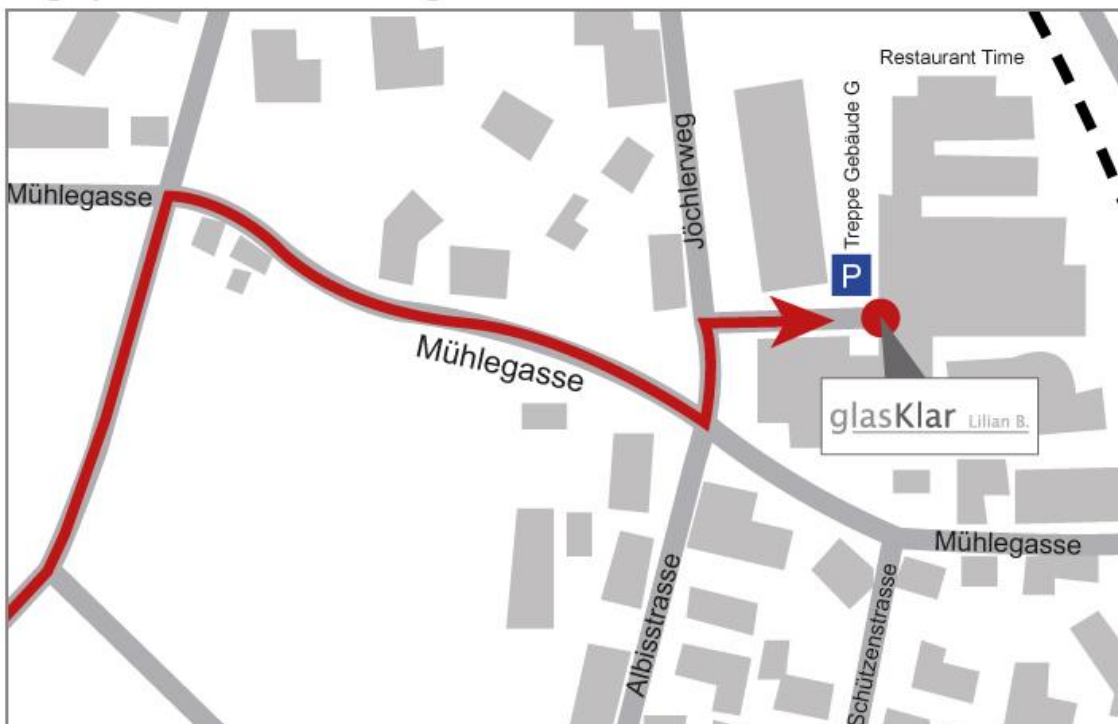 Restaurant Time
Treppe Gebäude G
Jöchlerweg
Mühlegasse
P
Mühlegasse
glasKlar Lilian B.
Mühlegasse
Albisstrasse
Schützenstrasse